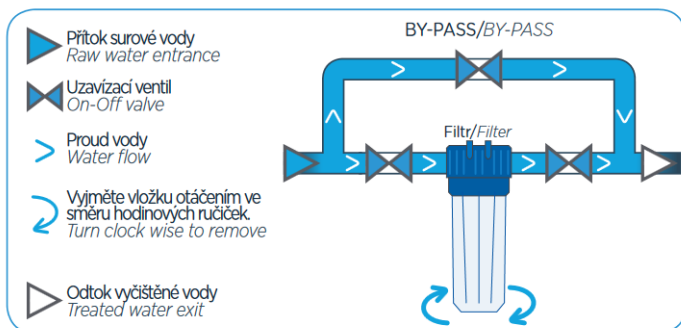 Přítok surové vody
Raw water entrance
Uzavízací ventil
On-Off valve
Proud vody
Water flow
Vyjměte vložku otáčením ve
směru hodinových ručiček.
Turn clock wise to remove
Odtok vyčištěné vody
Treated water exit
BY-PASS/BY-PASS
Filtr/Filter